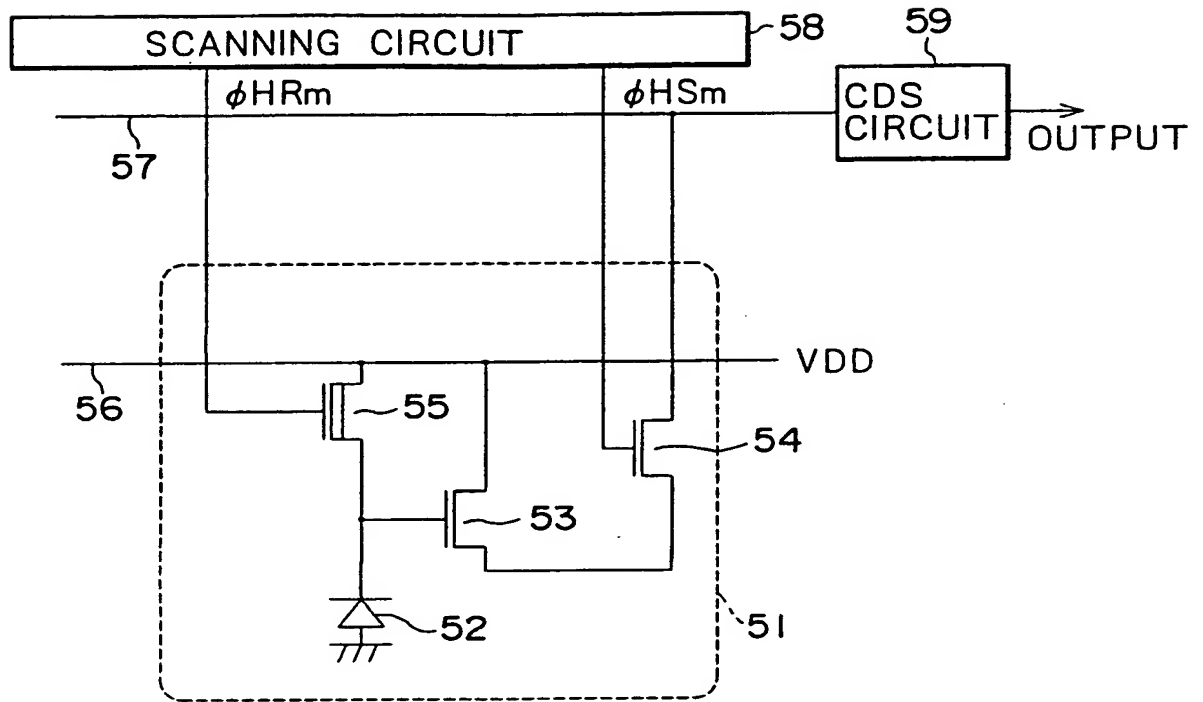 SCANNING CIRCUIT
58
59
φHRm
φHSm
CDS
CIRCUIT
OUTPUT
57
VDD
56
55
54
53
52
51